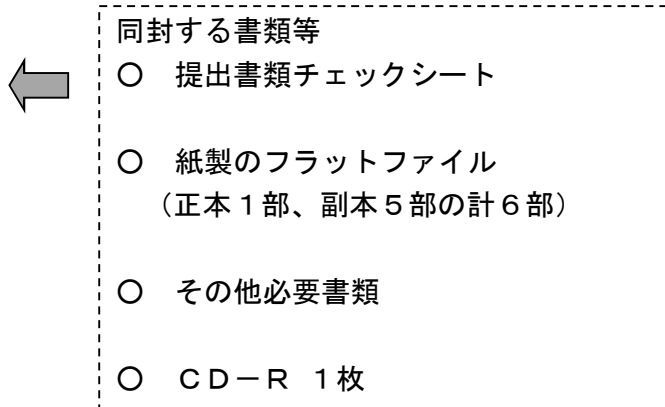 同封する書類等
○　提出書類チェックシート
○　紙製のフラットファイル
（正本１部、副本５部の計６部）
○　その他必要書類
○　ＣＤ－Ｒ １枚